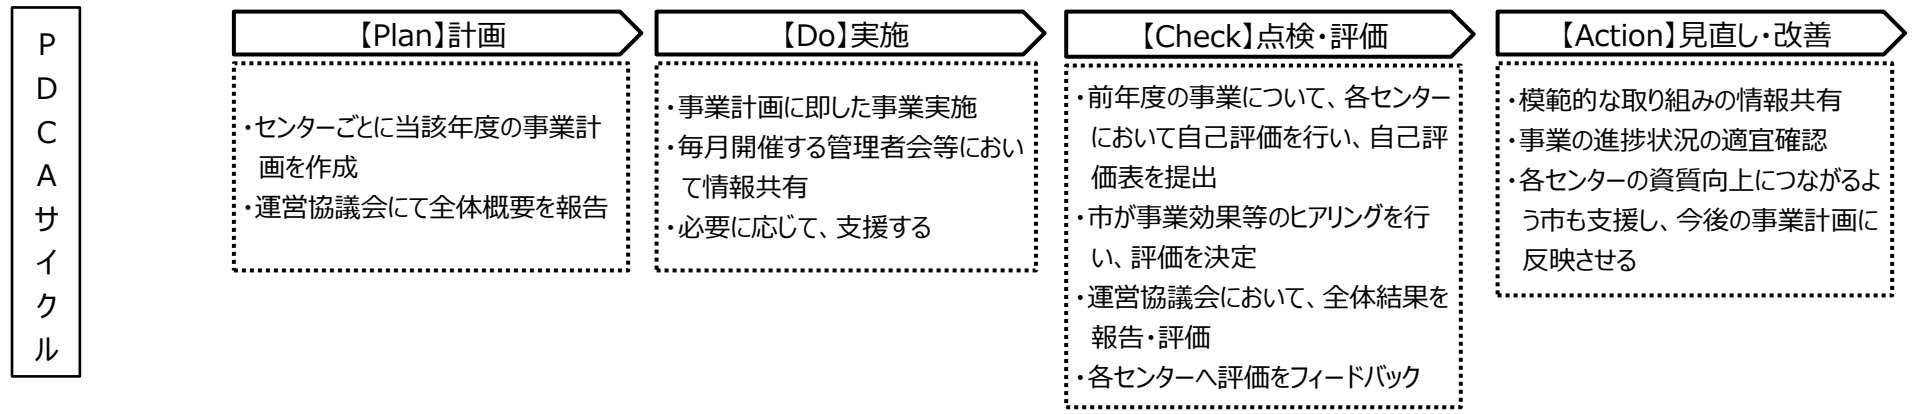 PDCAサイクル
【Plan】計画
・センターごとに当該年度の事業計
画を作成
・運営協議会にて全体概要を報告
【Do】実施
・事業計画に即した事業実施
・毎月開催する管理者会等におい
て情報共有
・必要に応じて、支援する
【Check】点検・評価
・前年度の事業について、各センター
において自己評価を行い、自己評
価表を提出
・市が事業効果等のヒアリングを行
い、評価を決定
・運営協議会において、全体結果を
報告・評価
・各センターへ評価をフィードバック
【Action】見直し・改善
・模範的な取り組みの情報共有
・事業の進捗状況の適宜確認
・各センターの資質向上につながるよ
う市も支援し、今後の事業計画に
反映させる